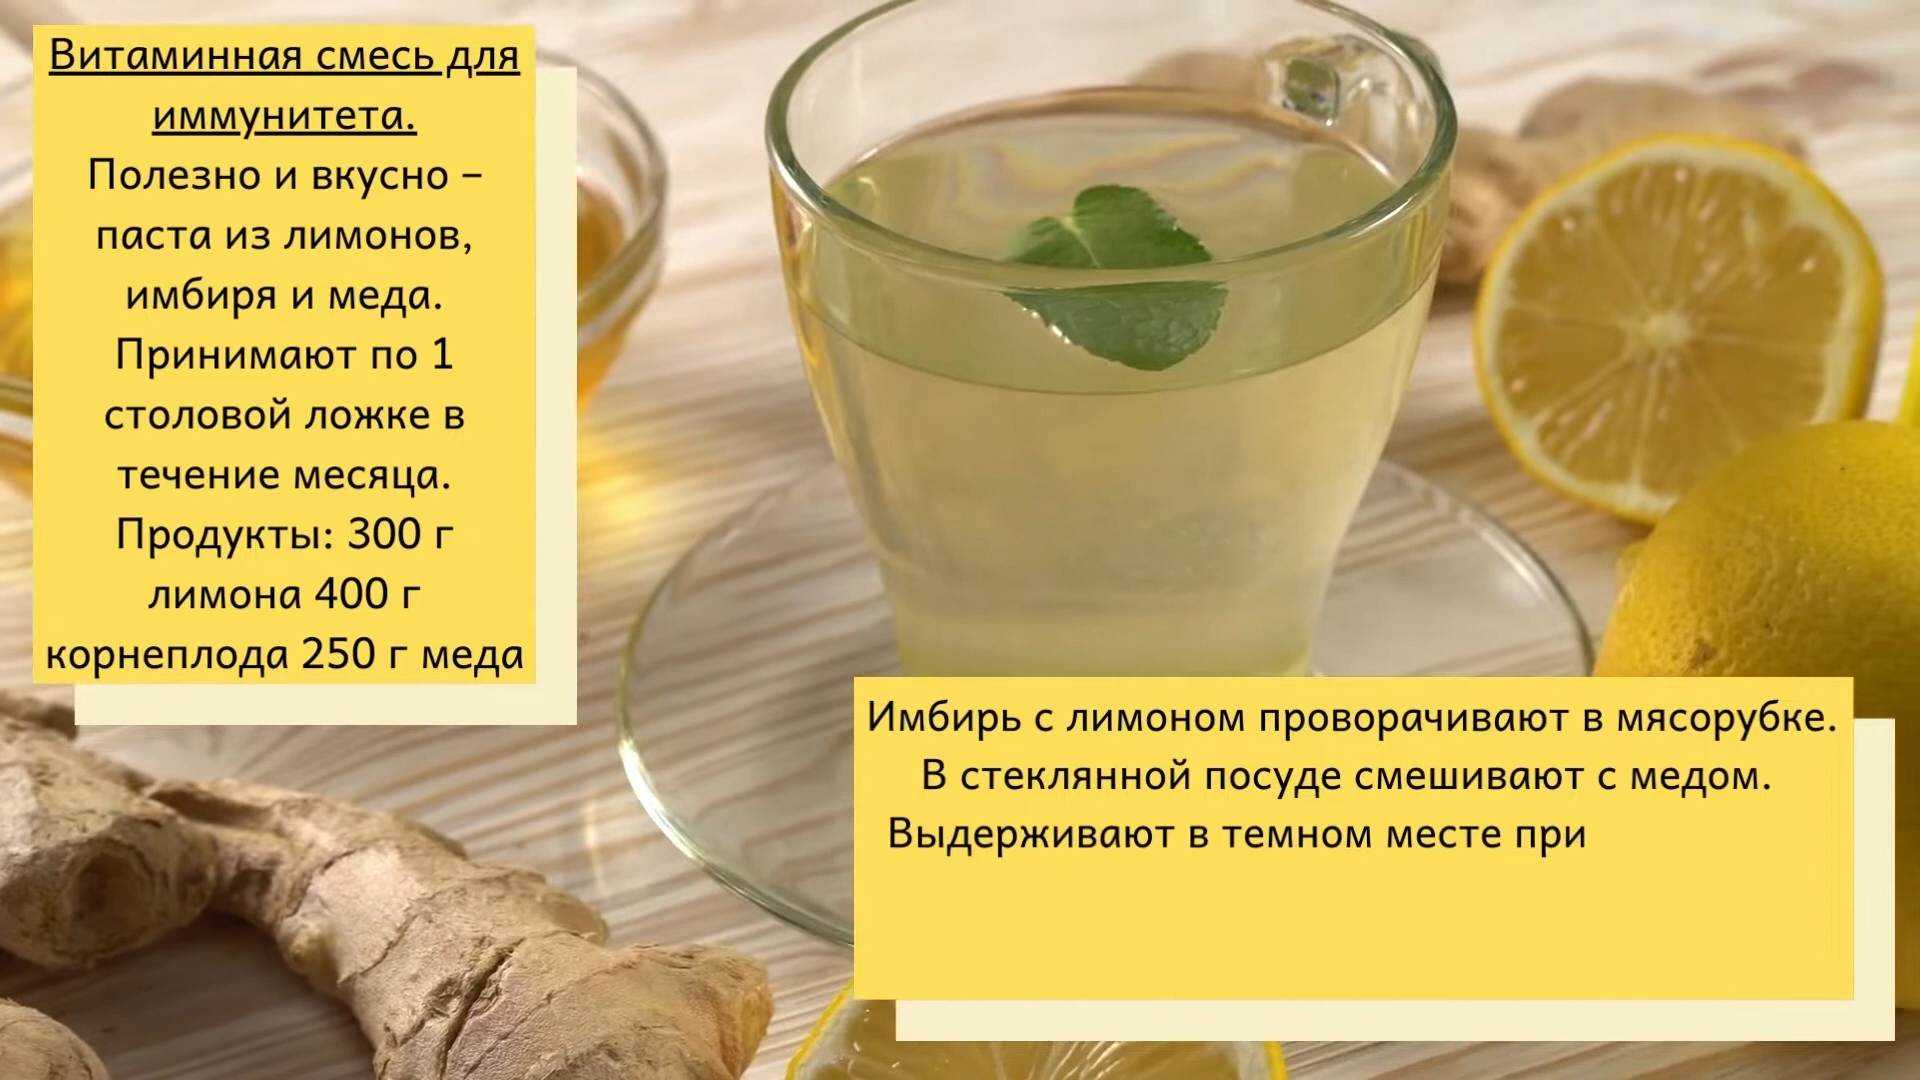 Витаминная смесь для
иммунитета.
Полезно и вкусно –
паста из лимонов,
имбиря и меда.
Принимают по 1
столовой ложке в
течение месяца.
Продукты: 300 г
лимона 400 г
корнеплода 250 г меда
Имбирь с лимоном проворачивают в мясорубке.
В стеклянной посуде смешивают с медом.
Выдерживают в темном месте при